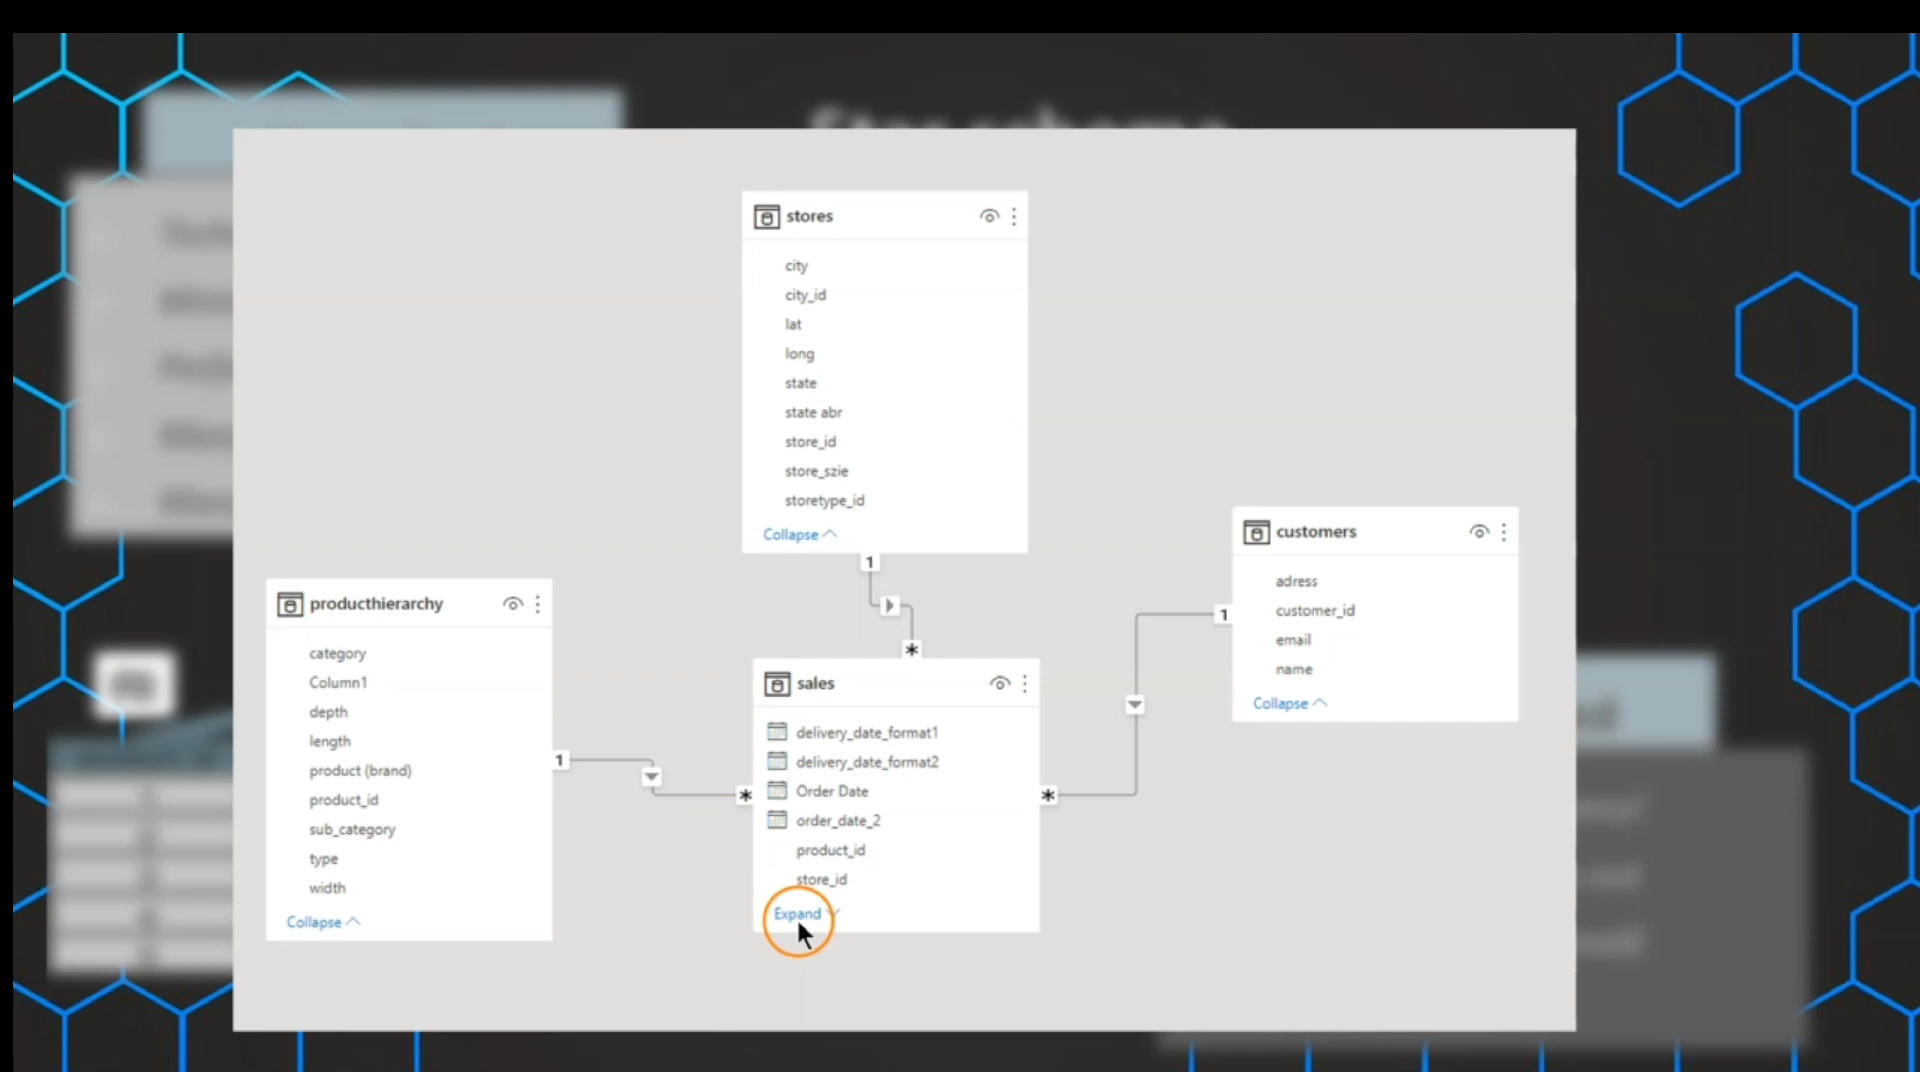 Star schema
stores
city
city_id
lat
long
state
state abr
store_id
store_szie
storetype_id
Collapse
1
*
customers
adress
customer_id
email
name
Collapse
1
*
producthierarchy
category
Column1
depth
length
product (brand)
product_id
sub_category
type
width
Collapse
1
*
sales
delivery_date_format1
delivery_date_format2
Order Date
order_date_2
product_id
store_id
Expand